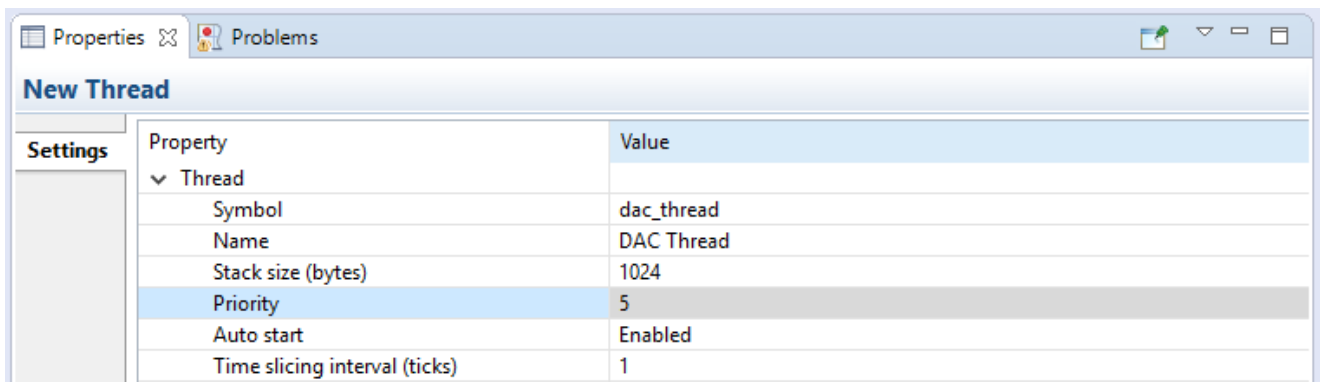 Properties Problems
New Thread
Settings
Property Value
Thread
Symbol dac_thread
Name DAC Thread
Stack size (bytes) 1024
Priority 5
Auto start Enabled
Time slicing interval (ticks) 1